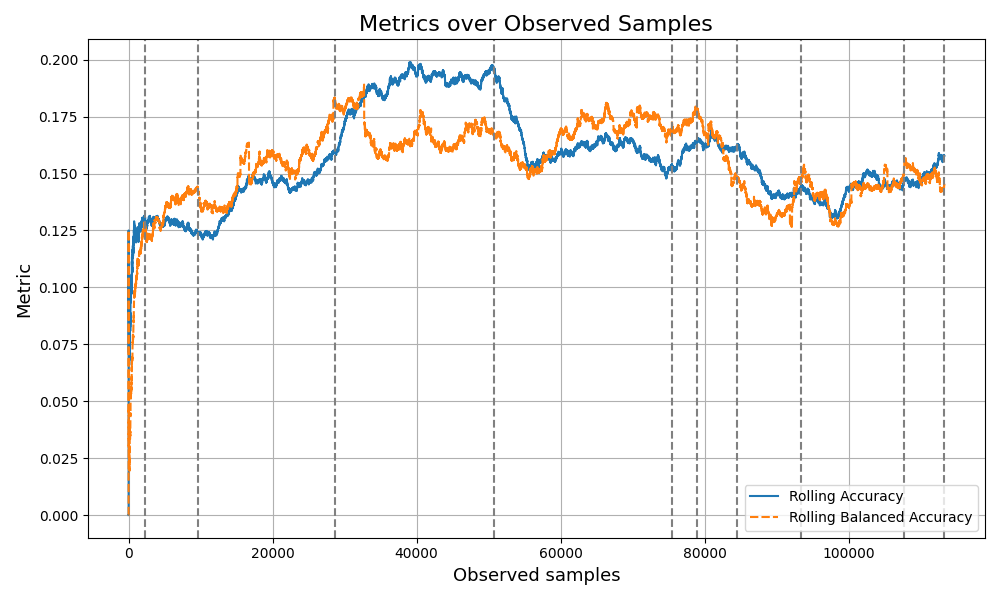 Metrics over Observed Samples
0.200
0.175
0.150
0.125
0.100
0.075
0.050
0.025
0.000
Metric
0 20000 40000 60000 80000 100000
Observed samples
Rolling Accuracy
Rolling Balanced Accuracy